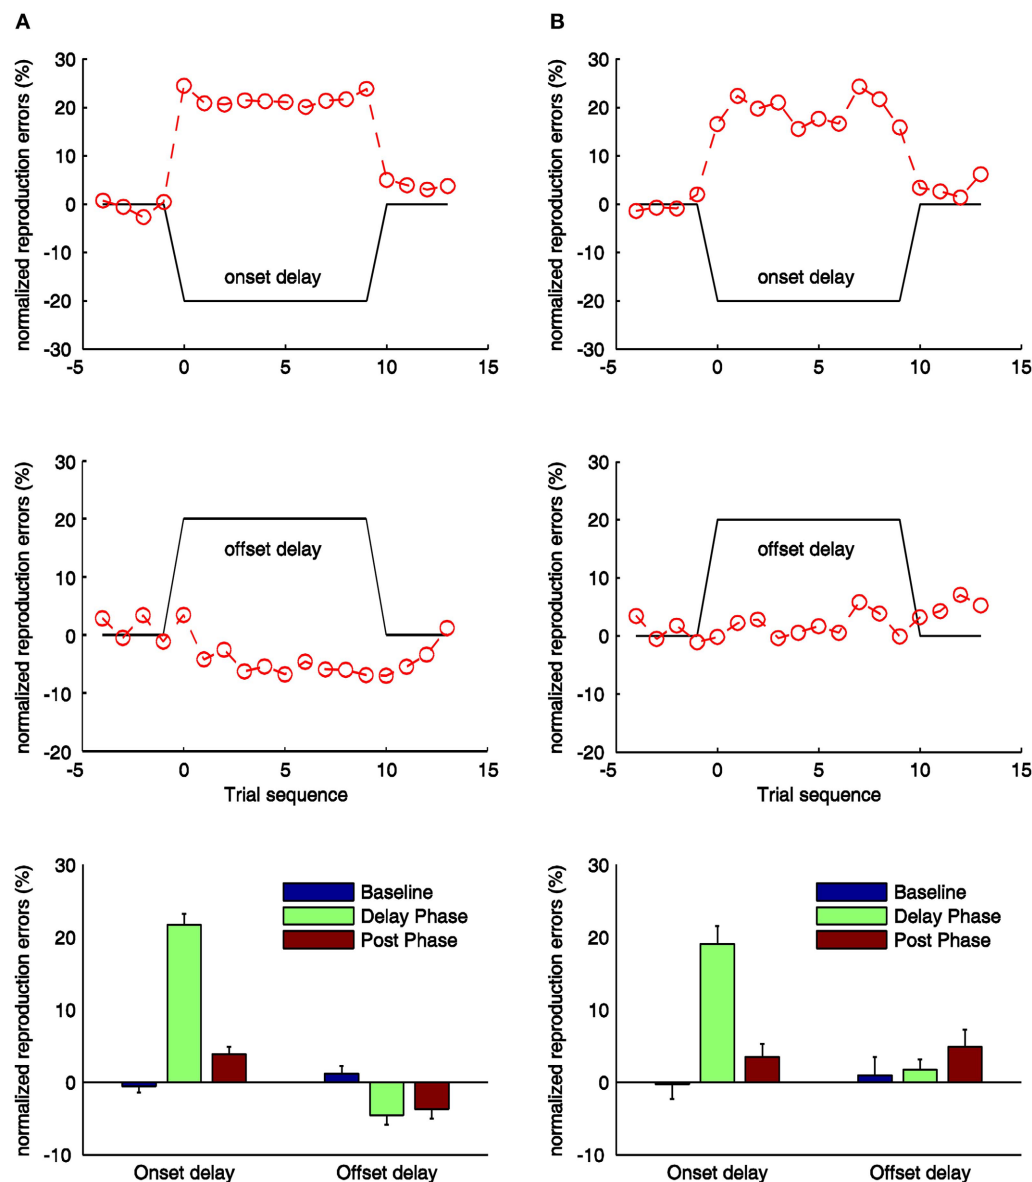 A
B
normalized reproduction errors (%)
30
20
10
0
-10
-20
-30
onset delay
-5
0
5
10
15
normalized reproduction errors (%)
30
20
10
0
-10
-20
-30
onset delay
-5
0
5
10
15
normalized reproduction errors (%)
30
20
10
0
-10
-20
offset delay
-5
0
5
10
15
Trial sequence
normalized reproduction errors (%)
30
20
10
0
-10
-20
offset delay
-5
0
5
10
15
Trial sequence
normalized reproduction errors (%)
30
20
10
0
-10
Baseline
Delay Phase
Post Phase
Onset delay
Offset delay
normalized reproduction errors (%)
30
20
10
0
-10
Baseline
Delay Phase
Post Phase
Onset delay
Offset delay